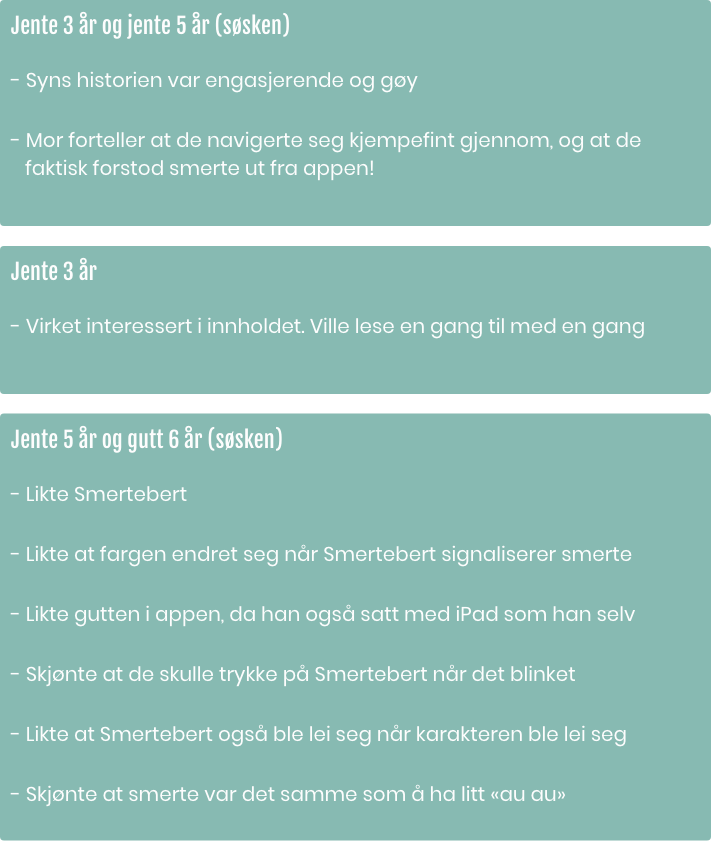 Jente 3 år og jente 5 år (søsken)
- Syns historien var engasjerende og gøy
- Mor forteller at de navigerte seg kjempefint gjennom, og at de
faktisk forstod smerte ut fra appen!
Jente 3 år
- Virket interessert i innholdet. Ville lese en gang til med en gang
Jente 5 år og gutt 6 år (søsken)
- Likte Smertebert
- Likte at fargen endret seg når Smertebert signaliserer smerte
- Likte gutten i appen, da han også satt med iPad som han selv
- Skjønte at de skulle trykke på Smertebert når det blinket
- Likte at Smertebert også ble lei seg når karakteren ble lei seg
- Skjønte at smerte var det samme som å ha litt «au au»